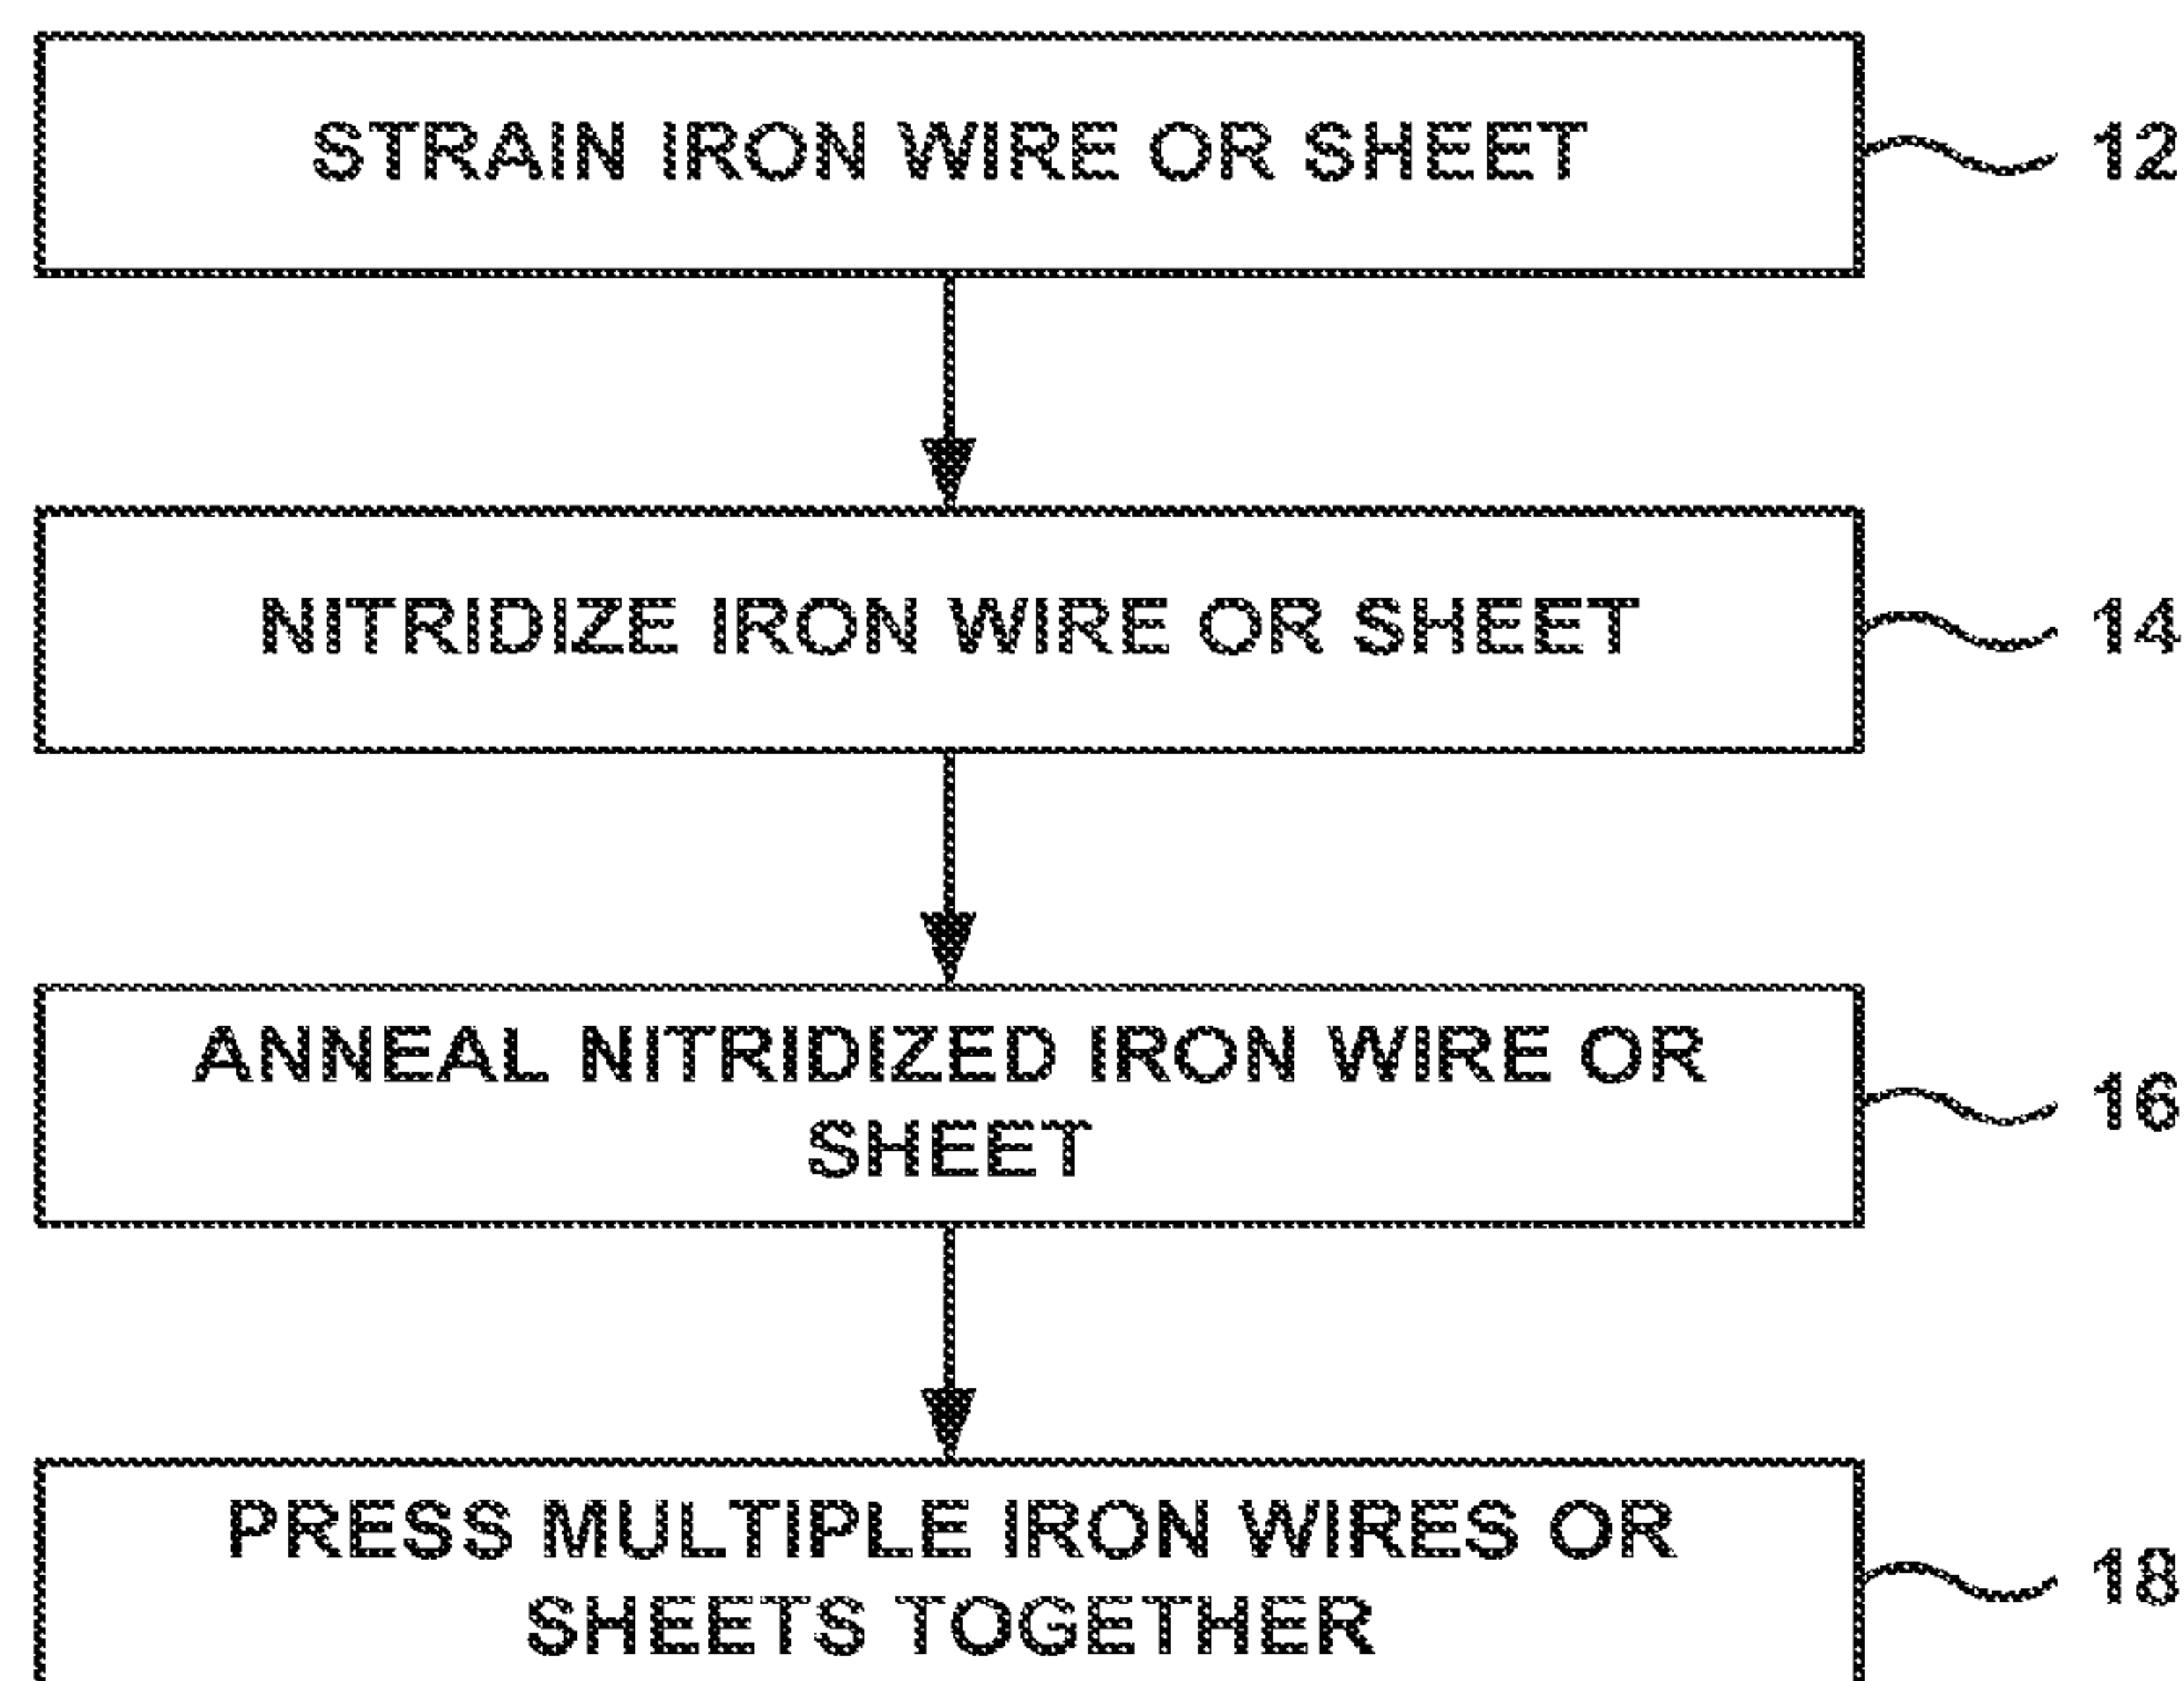 STRAIN IRON WIRE OR SHEET
12
NITRIDIZE IRON WIRE OR SHEET
14
ANNEAL NITRIDIZED IRON WIRE OR
SHEET
16
PRESS MULTIPLE IRON WIRES OR
SHEETS TOGETHER
18